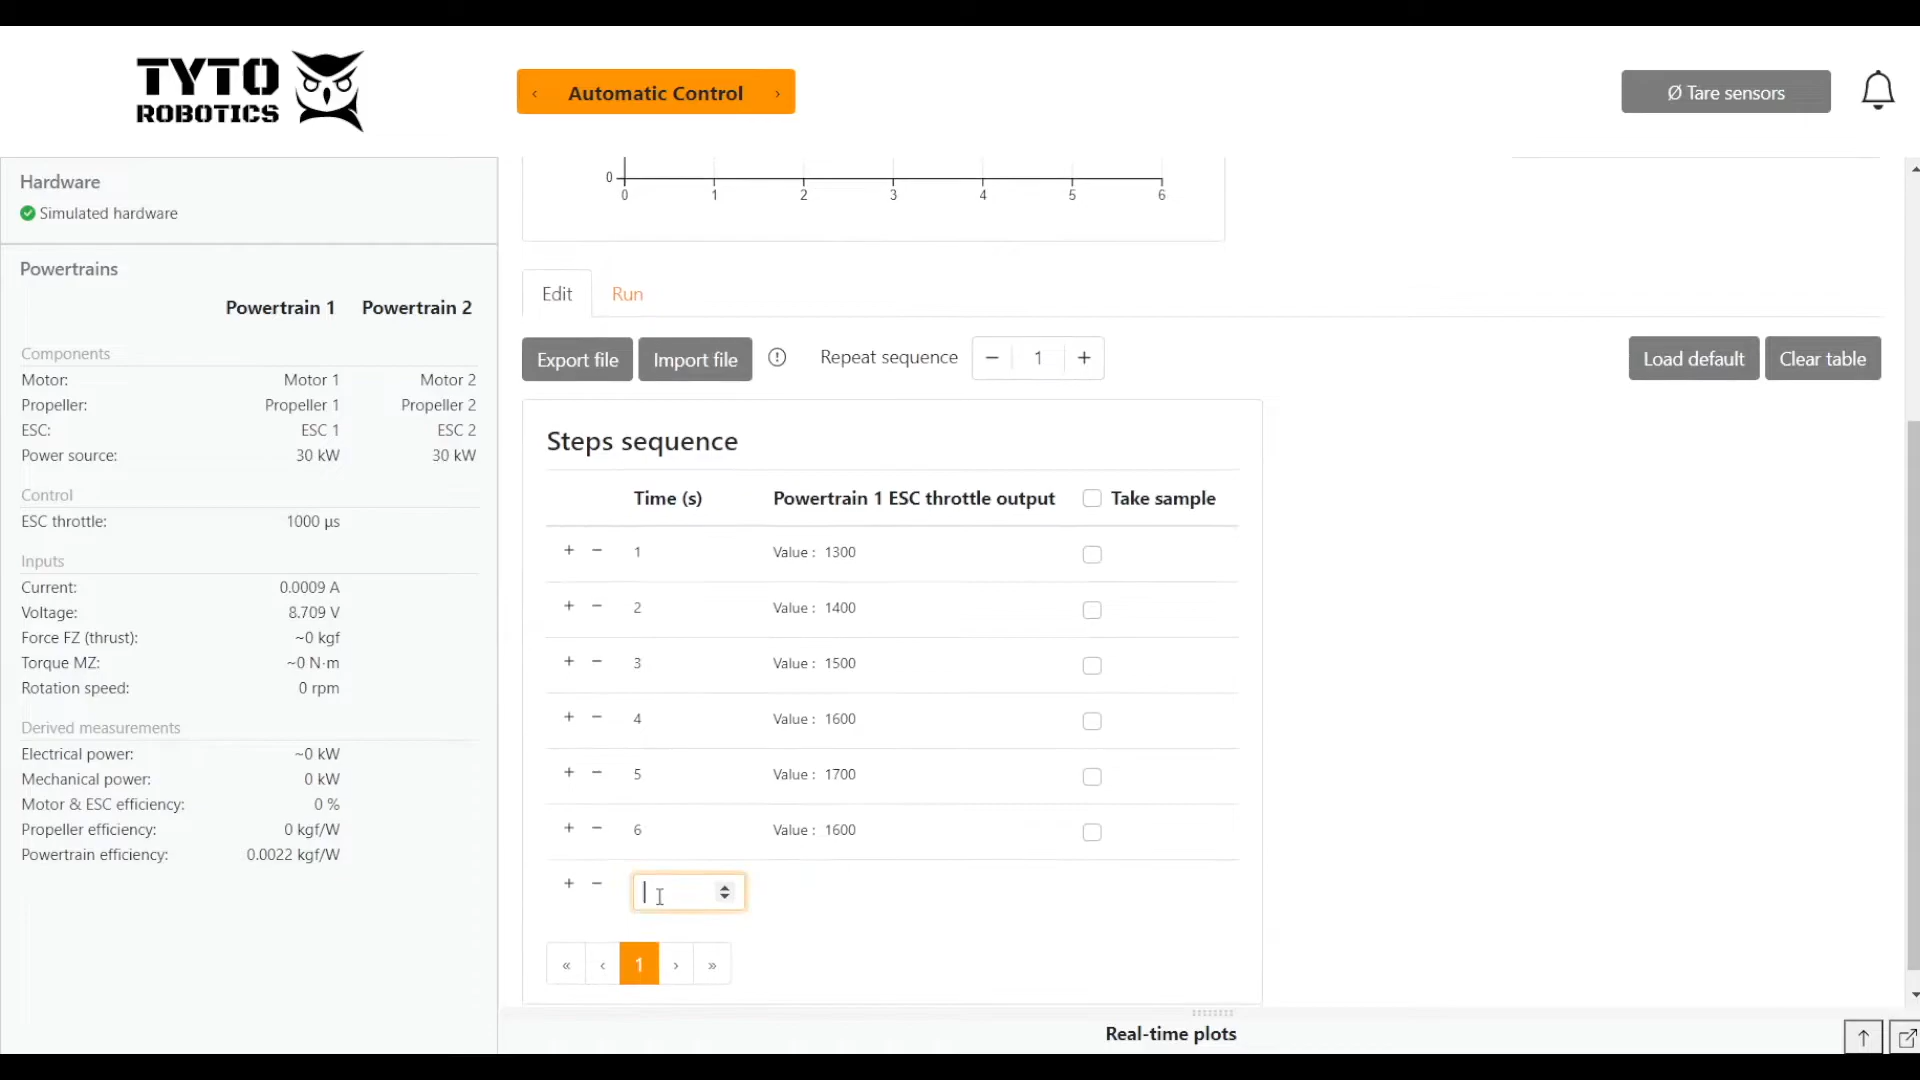 TYTO
ROBOTICS
‹ Automatic Control ›
Ø Tare sensors
Hardware
Simulated hardware
Powertrains
Powertrain 1 Powertrain 2
Components
Motor: Motor 1 Motor 2
Propeller: Propeller 1 Propeller 2
ESC: ESC 1 ESC 2
Power source: 30 kW 30 kW
Control
ESC throttle: 1000 µs
Inputs
Current: 0.0009 A
Voltage: 8.709 V
Force FZ (thrust): ~0 kgf
Torque MZ: ~0 N·m
Rotation speed: 0 rpm
Derived measurements
Electrical power: ~0 kW
Mechanical power: 0 kW
Motor & ESC efficiency: 0 %
Propeller efficiency: 0 kgf/W
Powertrain efficiency: 0.0022 kgf/W
0
0 1 2 3 4 5 6
Edit Run
Export file Import file Repeat sequence − 1 + Load default Clear table
Steps sequence
Time (s) Powertrain 1 ESC throttle output Take sample
+ − 1 Value : 1300
+ − 2 Value : 1400
+ − 3 Value : 1500
+ − 4 Value : 1600
+ − 5 Value : 1700
+ − 6 Value : 1600
+ −
« ‹ 1 › »
Real-time plots